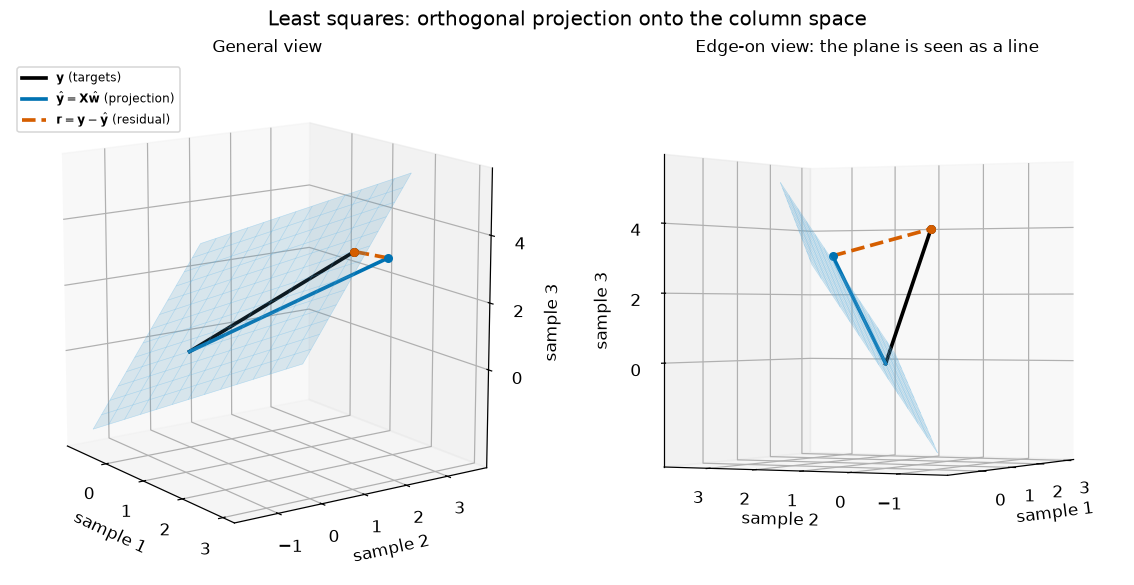 Least squares: orthogonal projection onto the column space
General view
y (targets)
ŷ = Xŵ (projection)
r = y − ŷ (residual)
4
2
0
sample 3
0
1
2
3
sample 1
−1
0
1
2
3
sample 2
Edge-on view: the plane is seen as a line
4
2
0
sample 3
3
2
1
0
−1
sample 2
0
1
2
3
sample 1